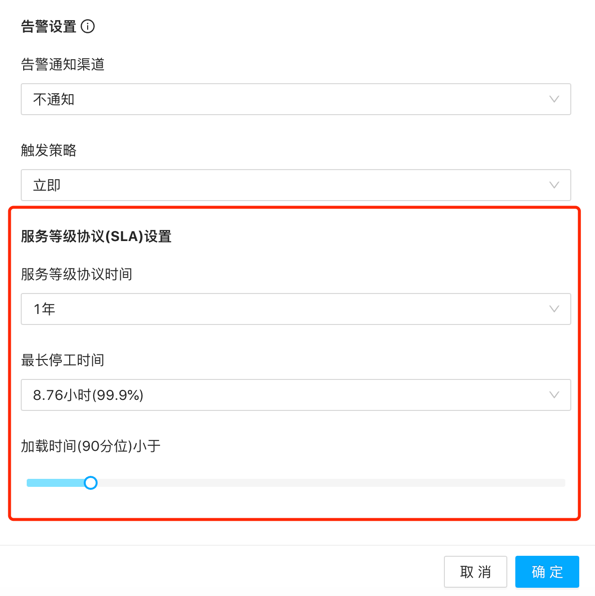 告警设置
告警通知渠道
不通知
触发策略
立即
服务等级协议(SLA)设置
服务等级协议时间
1年
最长停工时间
8.76小时(99.9%)
加载时间(90分位)小于
取 消
确 定